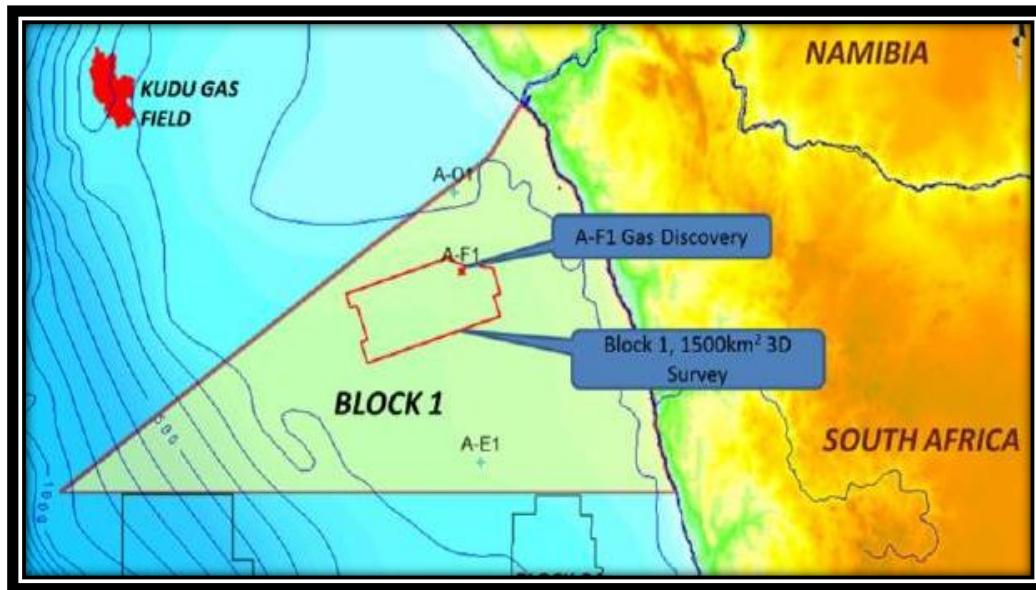 NAMIBIA
KUDU GAS
FIELD
A-O1
A-F1 Gas Discovery
A-F1
Block 1, 1500km² 3D
Survey
BLOCK 1
A-E1
SOUTH AFRICA
500
1000